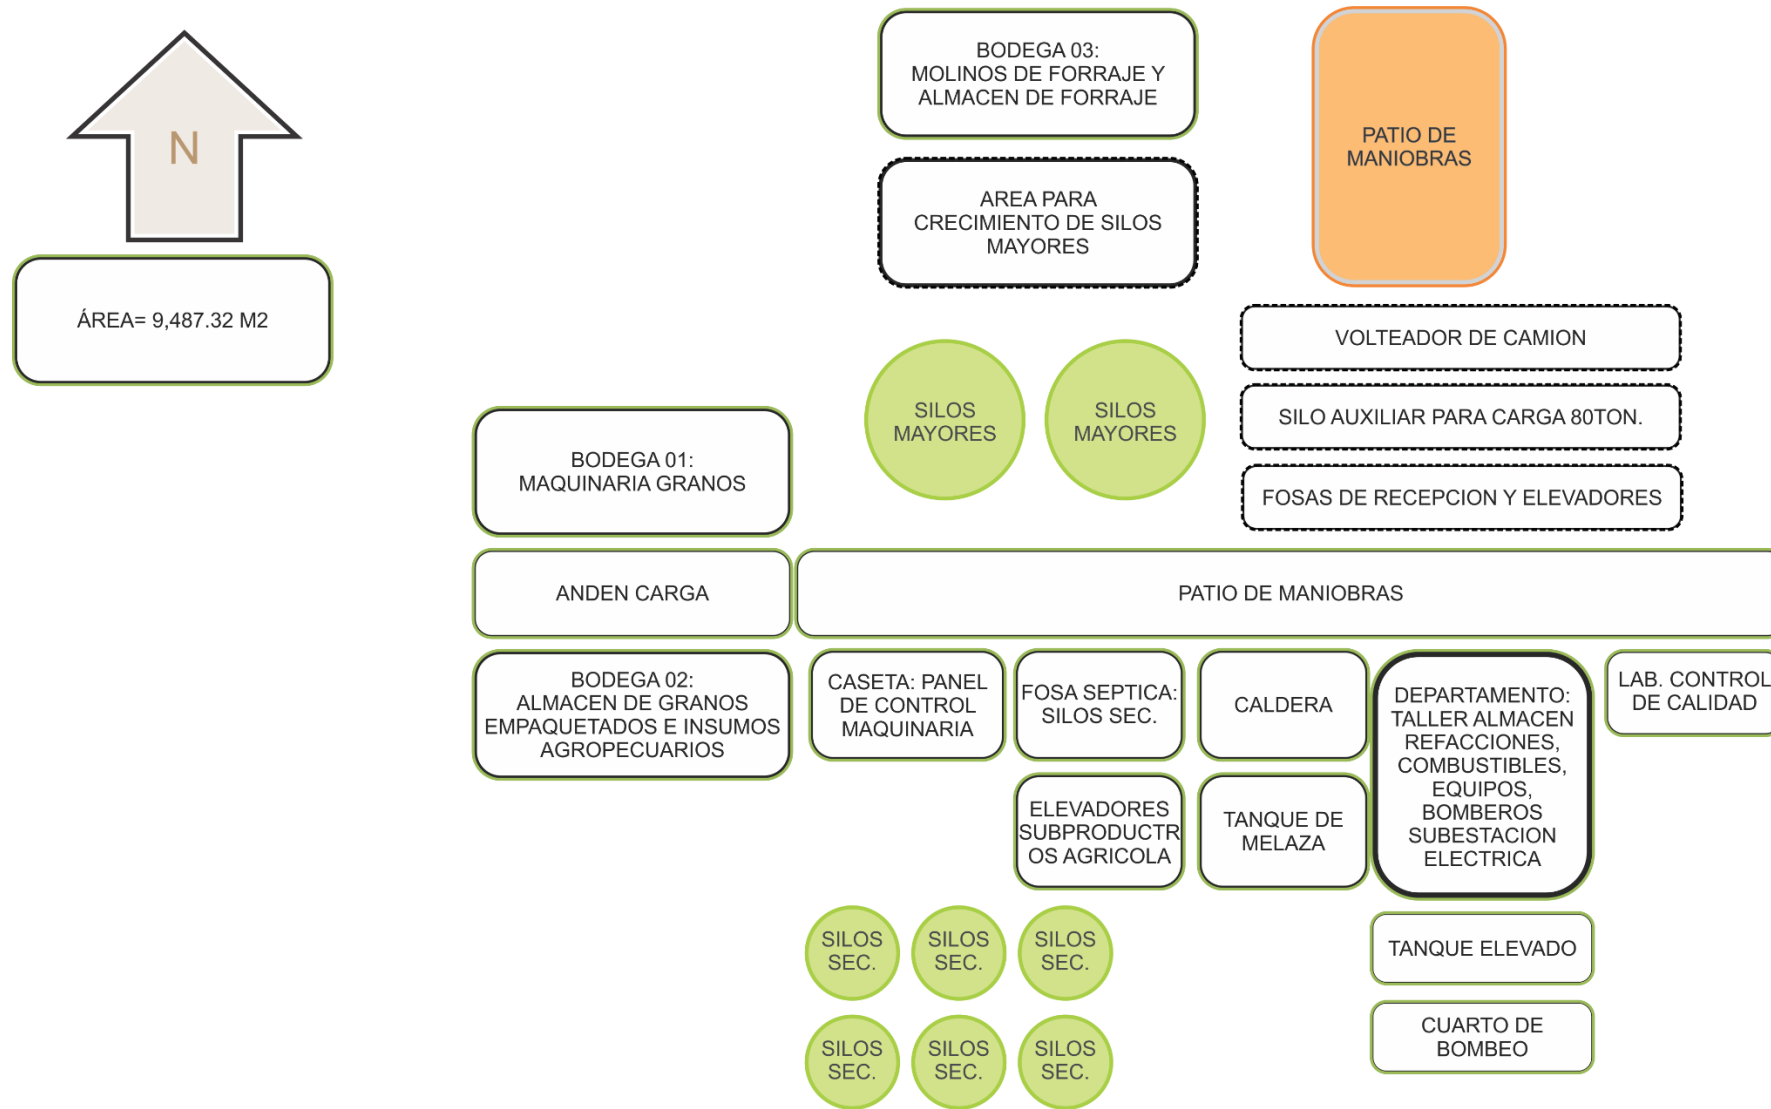 N
ÁREA= 9,487.32 M2
BODEGA 03:
MOLINOS DE FORRAJE Y
ALMACEN DE FORRAJE
PATIO DE
MANIOBRAS
AREA PARA
CRECIMIENTO DE SILOS
MAYORES
VOLTEADOR DE CAMION
SILO AUXILIAR PARA CARGA 80TON.
FOSAS DE RECEPCION Y ELEVADORES
SILOS
MAYORES
SILOS
MAYORES
BODEGA 01:
MAQUINARIA GRANOS
ANDEN CARGA
PATIO DE MANIOBRAS
BODEGA 02:
ALMACEN DE GRANOS
EMPAQUETADOS E INSUMOS
AGROPECUARIOS
CASETA: PANEL
DE CONTROL
MAQUINARIA
FOSA SEPTICA:
SILOS SEC.
CALDERA
DEPARTAMENTO:
TALLER ALMACEN
REFACCIONES,
COMBUSTIBLES,
EQUIPOS,
BOMBEROS
SUBESTACION
ELECTRICA
LAB. CONTROL
DE CALIDAD
ELEVADORES
SUBPRODUCTR
OS AGRICOLA
TANQUE DE
MELAZA
SILOS
SEC.
SILOS
SEC.
SILOS
SEC.
TANQUE ELEVADO
SILOS
SEC.
SILOS
SEC.
SILOS
SEC.
CUARTO DE
BOMBEO